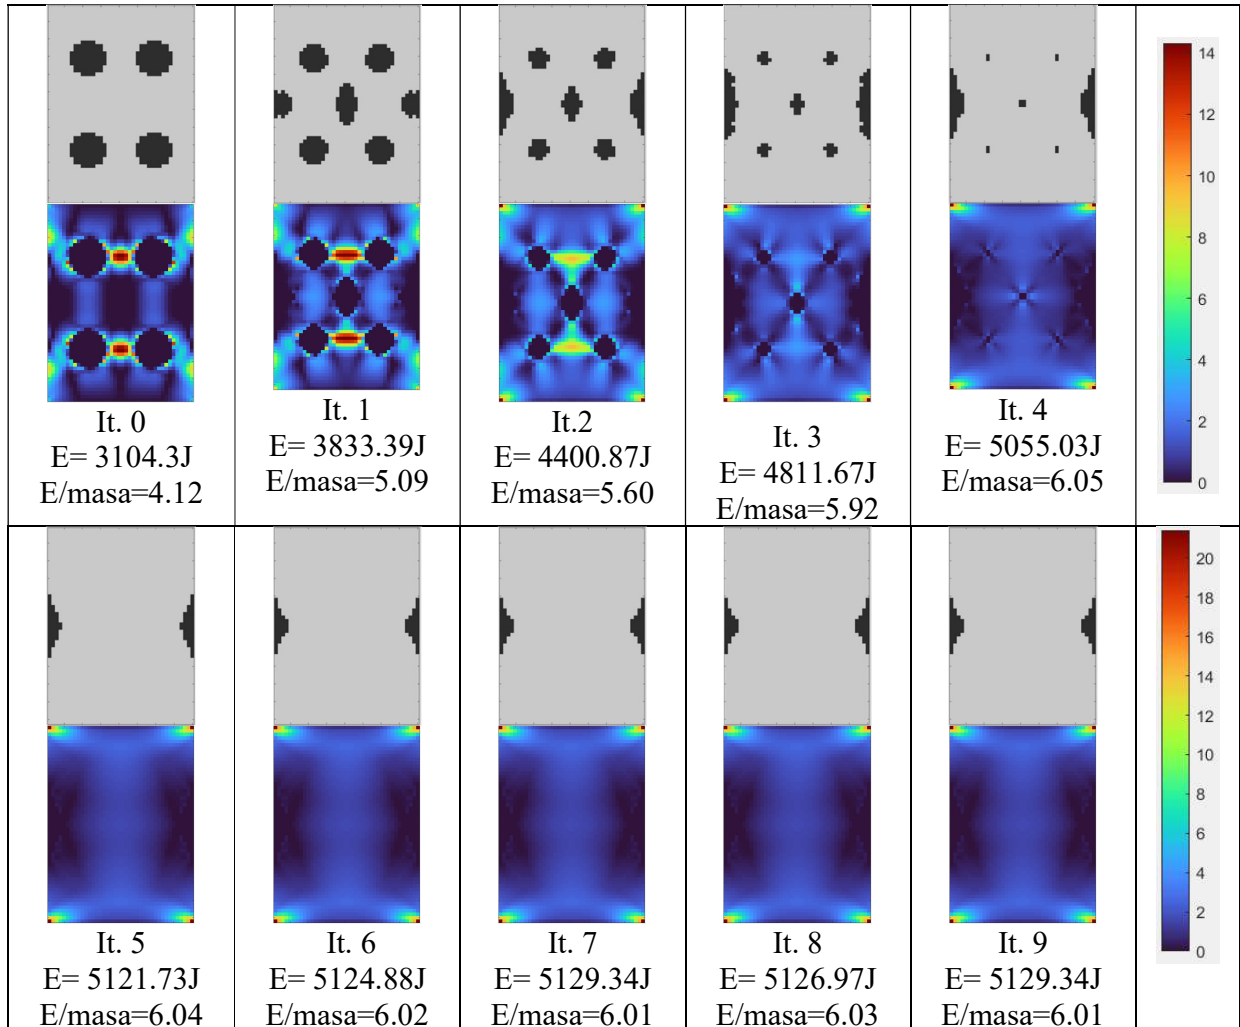 14
12
10
8
6
4
2
0
It. 0
E= 3104.3J
E/masa=4.12
It. 1
E= 3833.39J
E/masa=5.09
It.2
E= 4400.87J
E/masa=5.60
It. 3
E= 4811.67J
E/masa=5.92
It. 4
E= 5055.03J
E/masa=6.05
20
18
16
14
12
10
8
6
4
2
0
It. 5
E= 5121.73J
E/masa=6.04
It. 6
E= 5124.88J
E/masa=6.02
It. 7
E= 5129.34J
E/masa=6.01
It. 8
E= 5126.97J
E/masa=6.03
It. 9
E= 5129.34J
E/masa=6.01